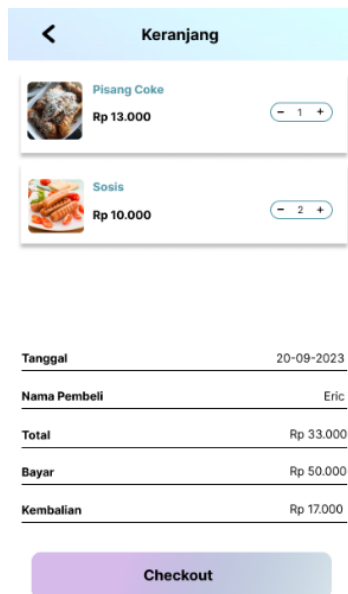 Keranjang
Pisang Coke
Rp 13.000
- 1 +
Sosis
Rp 10.000
- 2 +
Tanggal 20-09-2023
Nama Pembeli Eric
Total Rp 33.000
Bayar Rp 50.000
Kembalian Rp 17.000
Checkout